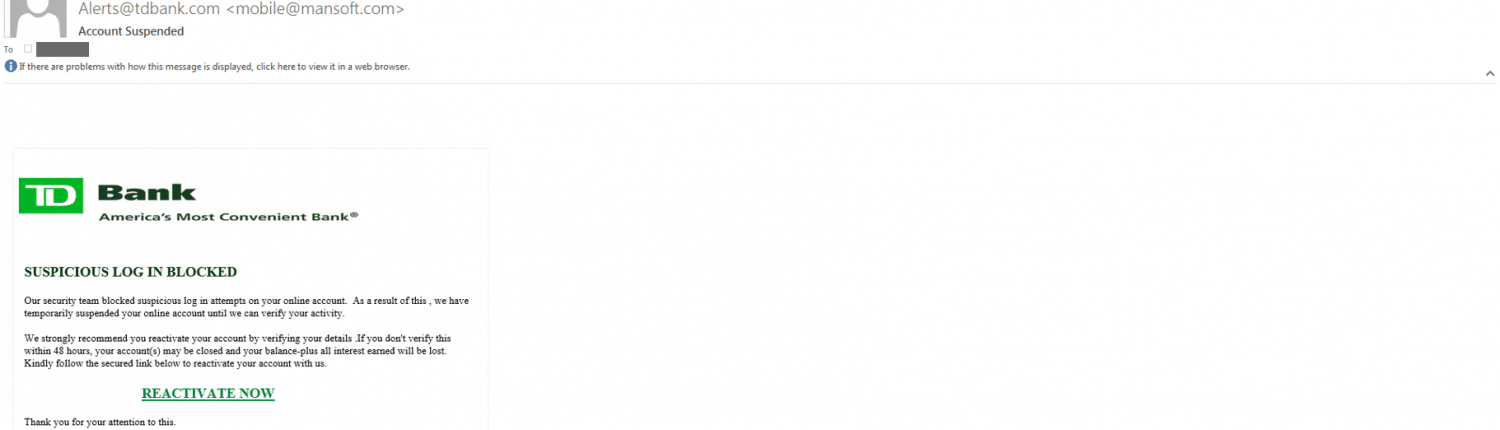 Alerts@tdbank.com <mobile@mansoft.com>
Account Suspended
To
If there are problems with how this message is displayed, click here to view it in a web browser.
TD Bank
America's Most Convenient Bank®
SUSPICIOUS LOG IN BLOCKED
Our security team blocked suspicious log in attempts on your online account.  As a result of this , we have
temporarily suspended your online account until we can verify your activity.
We strongly recommend you reactivate your account by verifying your details .If you don't verify this
within 48 hours, your account(s) may be closed and your balance-plus all interest earned will be lost.
Kindly follow the secured link below to reactivate your account with us.
REACTIVATE NOW
Thank you for your attention to this.